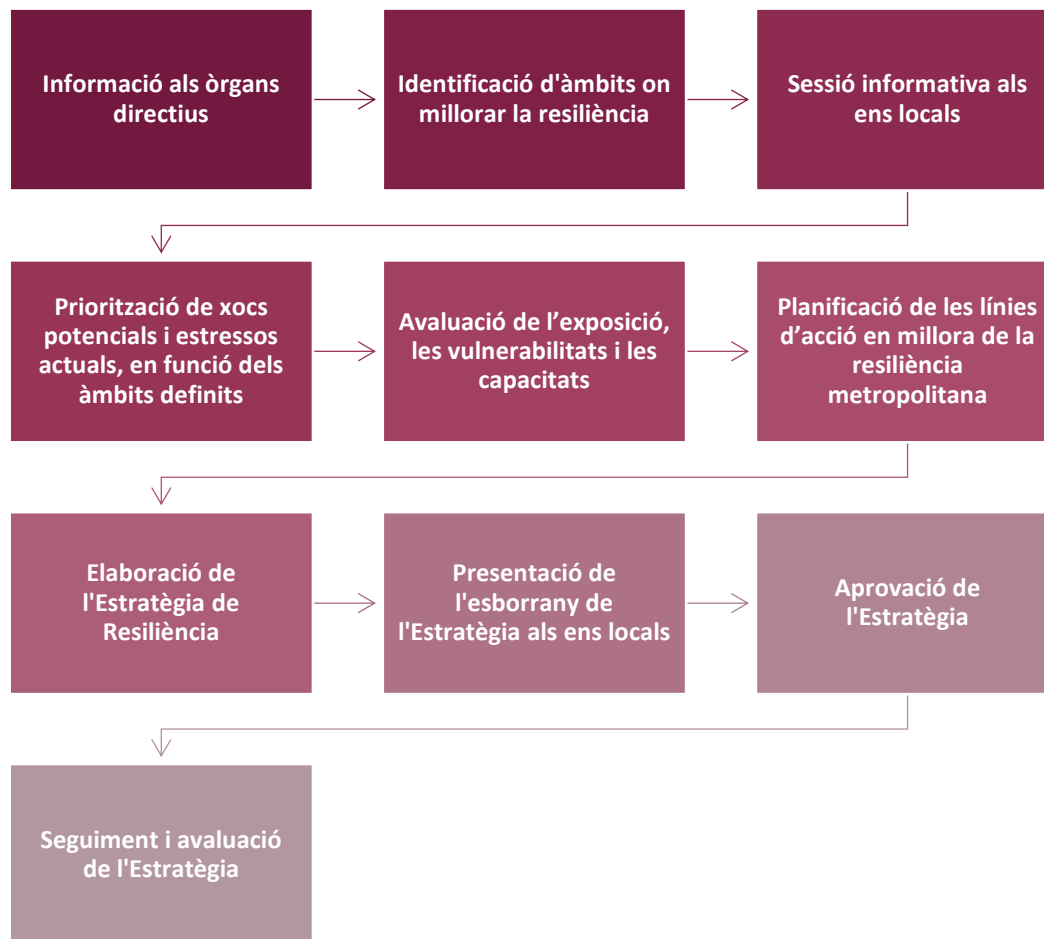 Informació als òrgans
directius
Identificació d'àmbits on
millorar la resiliència
Sessió informativa als
ens locals
Priorització de xocs
potencials i estressos
actuals, en funció dels
àmbits definits
Avaluació de l’exposició,
les vulnerabilitats i les
capacitats
Planificació de les línies
d’acció en millora de la
resiliència
metropolitana
Elaboració de
l'Estratègia de
Resiliència
Presentació de
l'esborrany de
l'Estratègia als ens locals
Aprovació de
l'Estratègia
Seguiment i avaluació
de l'Estratègia